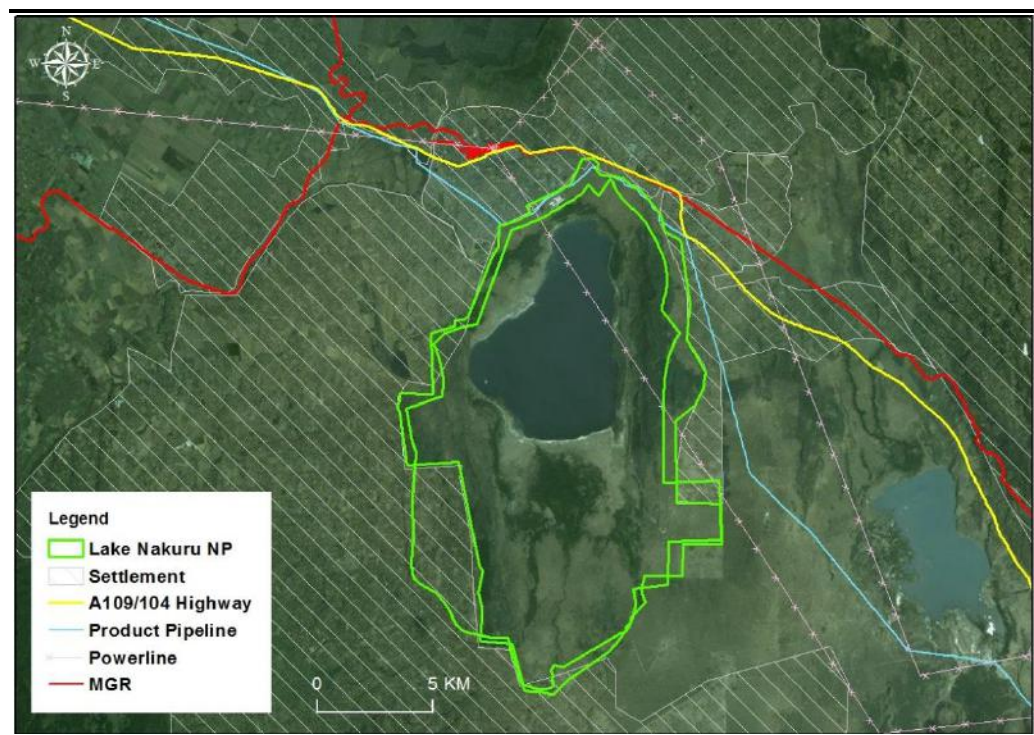 N
W E
S
Legend
Lake Nakuru NP
Settlement
A109/104 Highway
Product Pipeline
Powerline
MGR
0 5 KM